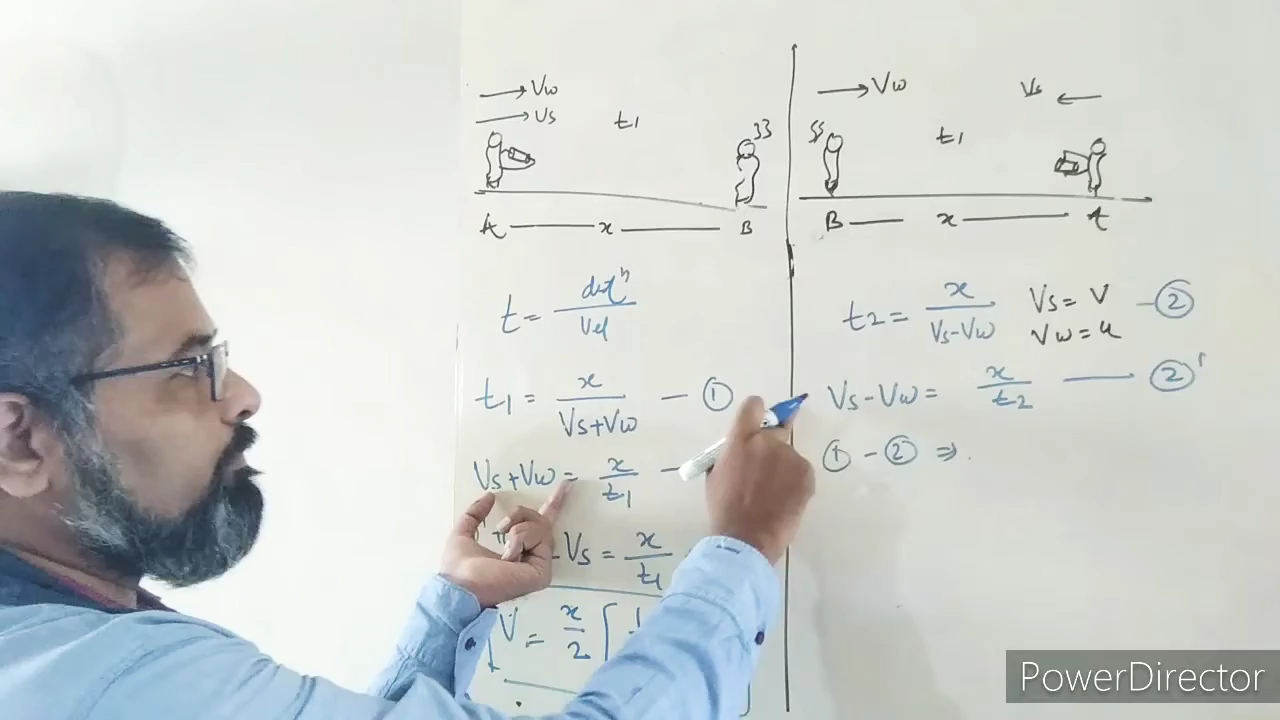 → Vw
→ Vs
t1
A — x — B
t = distⁿ / Vel
t1 = x / Vs+Vw — ①
Vs+Vw = x / t1 —
Vs = x / t1
V = x / 2 [
→ Vw
Vs ←
t1
B — x — A
t2 = x / Vs-Vw
Vs = V
Vw = u
— ②
Vs-Vw = x / t2 — ②'
① - ② ⇒
PowerDirector